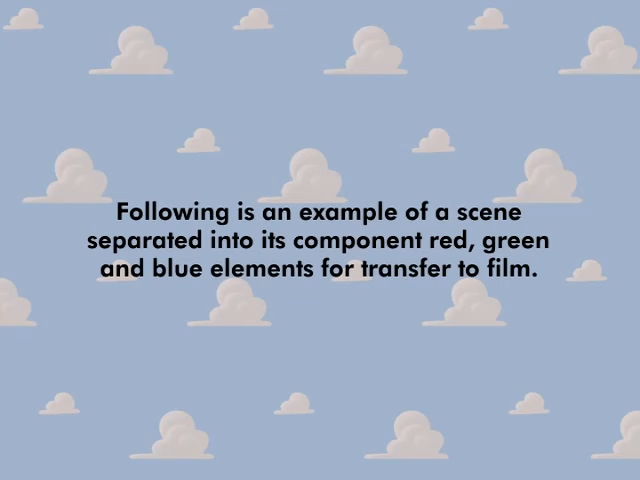 Following is an example of a scene
separated into its component red, green
and blue elements for transfer to film.